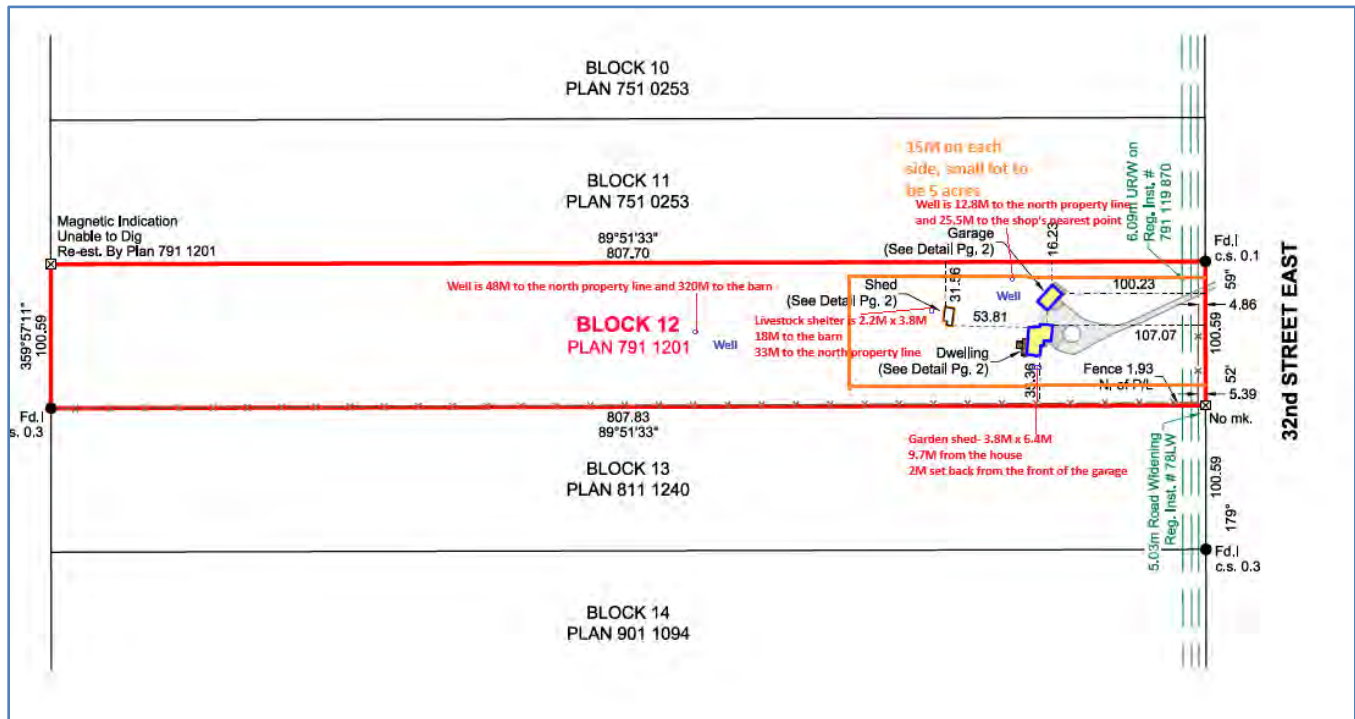 BLOCK 10
PLAN 751 0253
15M on each
side, small lot to
be 5 acres
6.09m UR/W on
Reg. Inst. #
791 119 870
BLOCK 11
PLAN 751 0253
Well is 12.8M to the north property line
and 25.5M to the shop's nearest point
Magnetic Indication
Unable to Dig
Re-est. By Plan 791 1201
89°51'33"
807.70
Garage
(See Detail Pg. 2)
16.23
Fd.I
c.s. 0.1
59"
Well is 48M to the north property line and 320M to the barn
Shed
(See Detail Pg. 2)
31.56
Well
100.23
4.86
32nd STREET EAST
359°57'11"
100.59
BLOCK 12
PLAN 791 1201
Well
Livestock shelter is 2.2M x 3.8M
18M to the barn
33M to the north property line
53.81
107.07
100.59
Dwelling
(See Detail Pg. 2)
Fence 1.93
N. of P/L
52'
5.39
Fd.I
c.s. 0.3
807.83
89°51'33"
No mk.
Garden shed- 3.8M x 6.4M
9.7M from the house
2M set back from the front of the garage
BLOCK 13
PLAN 811 1240
5.03m Road Widening
Reg. Inst. # 78LW
100.59
179°
Fd.I
c.s. 0.3
BLOCK 14
PLAN 901 1094